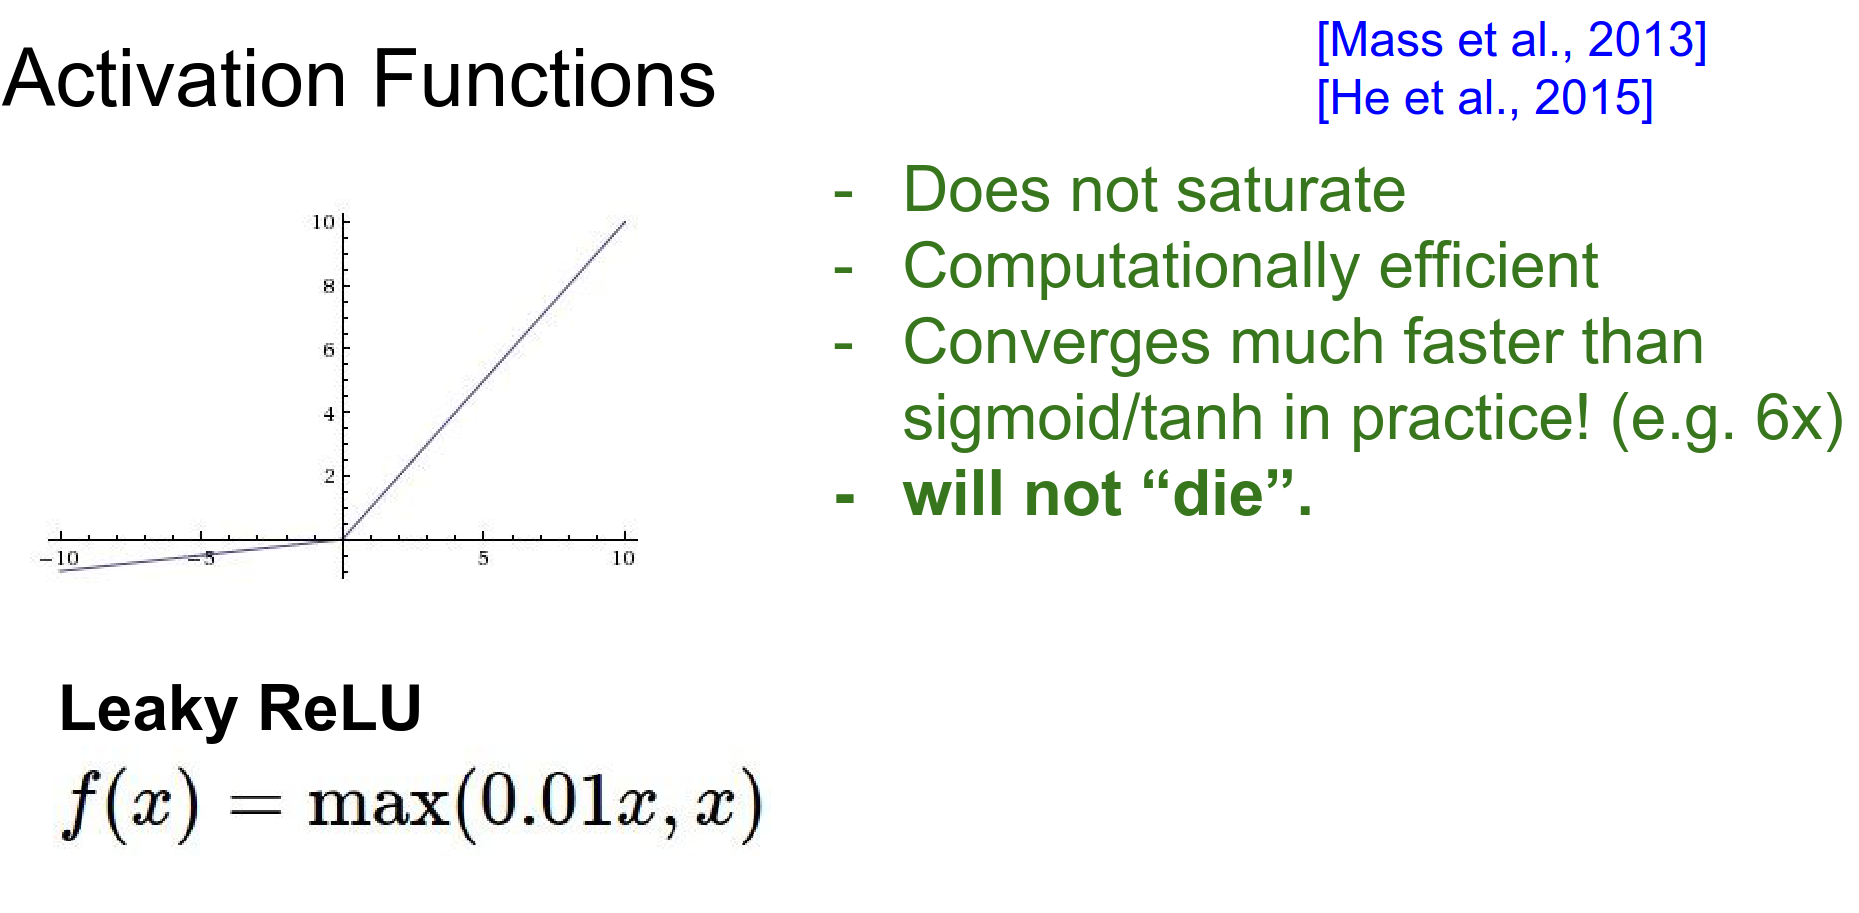 Activation Functions
[Mass et al., 2013]
[He et al., 2015]
- Does not saturate
- Computationally efficient
- Converges much faster than
sigmoid/tanh in practice! (e.g. 6x)
- will not “die”.
10
8
6
4
2
−10 −5 5 10
Leaky ReLU
f(x) = max(0.01x, x)